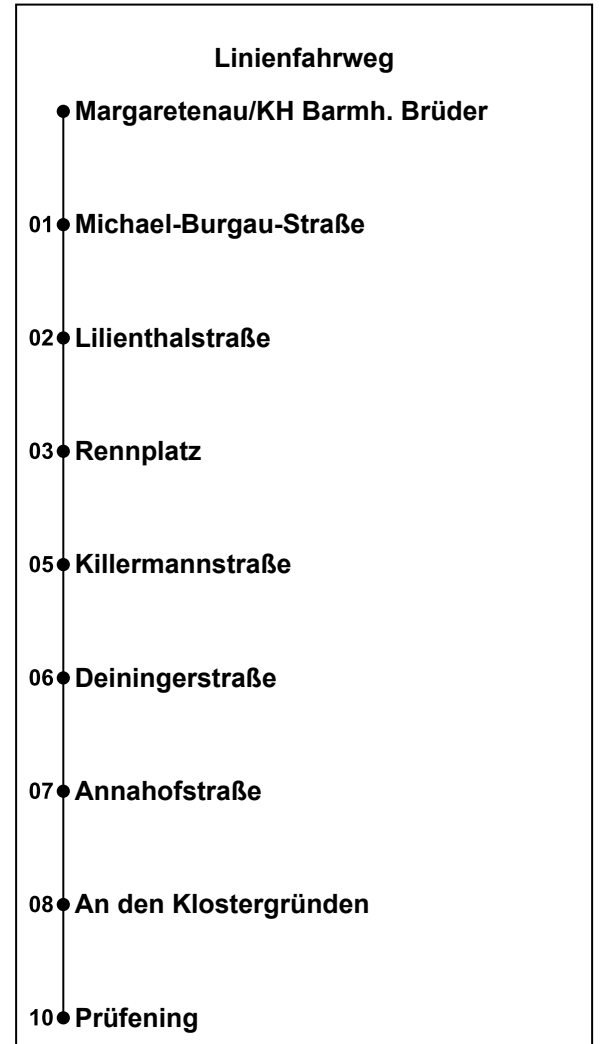 Linienfahrweg
Margaretenau/KH Barmh. Brüder
01 Michael-Burgau-Straße
02 Lilienthalstraße
03 Rennplatz
05 Killermannstraße
06 Deiningerstraße
07 Annahofstraße
08 An den Klostergründen
10 Prüfening